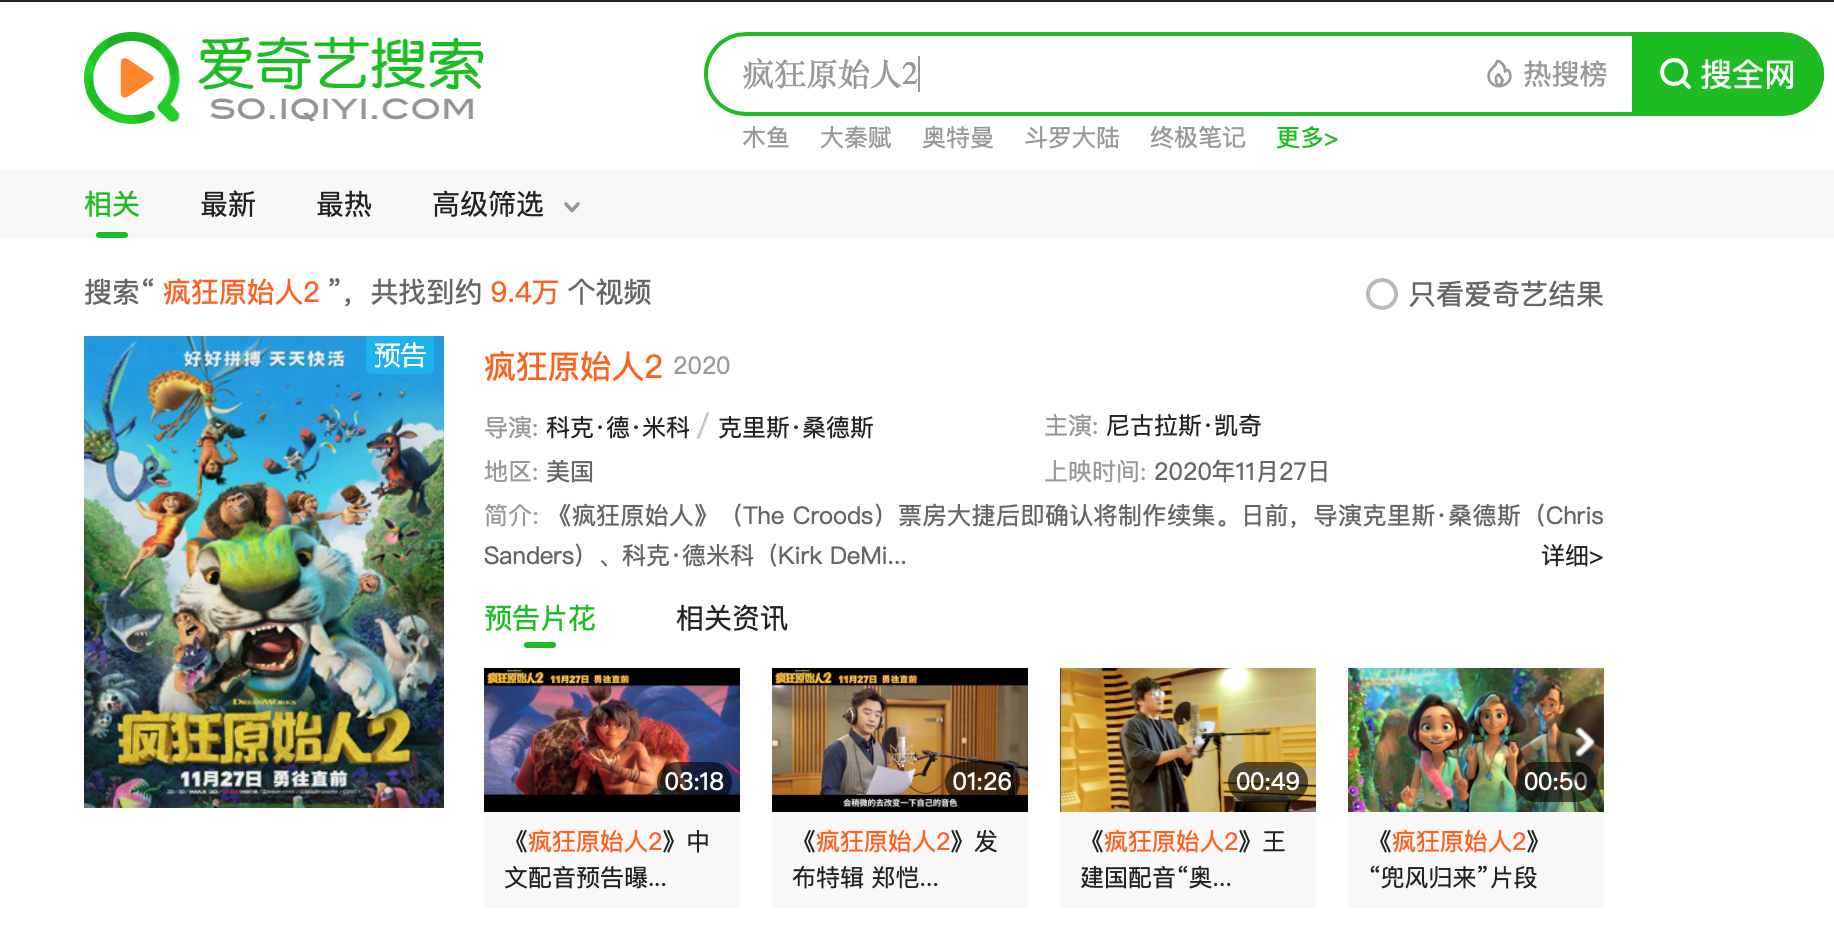 爱奇艺搜索
SO.IQIYI.COM
疯狂原始人2
热搜榜
搜全网
木鱼 大秦赋 奥特曼 斗罗大陆 终极笔记 更多>
相关 最新 最热 高级筛选
搜索“ 疯狂原始人2 ”，共找到约 9.4万 个视频
只看爱奇艺结果
好好拼搏 天天快活
预告
DREAMWORKS
疯狂原始人2
11月27日 勇往直前
疯狂原始人2 2020
导演: 科克·德·米科 / 克里斯·桑德斯
主演: 尼古拉斯·凯奇
地区: 美国
上映时间: 2020年11月27日
简介: 《疯狂原始人》（The Croods）票房大捷后即确认将制作续集。日前，导演克里斯·桑德斯（Chris
Sanders）、科克·德米科（Kirk DeMi...
详细>
预告片花 相关资讯
疯狂原始人2 11月27日 勇往直前
03:18
《疯狂原始人2》中
文配音预告曝...
疯狂原始人2 11月27日 勇往直前
01:26
会稍微的去改变一下自己的音色
《疯狂原始人2》发
布特辑 郑恺...
00:49
《疯狂原始人2》王
建国配音“奥...
00:50
《疯狂原始人2》
“兜风归来”片段